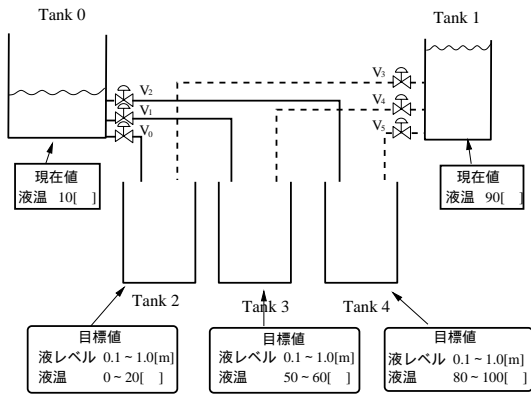 Tank 0
Tank 1
V3
V2
V4
V1
V5
V0
現在値
液温 10[ ]
現在値
液温 90[ ]
Tank 2
Tank 3
Tank 4
目標値
液レベル 0.1~1.0[m]
液温 0~20[ ]
目標値
液レベル 0.1~1.0[m]
液温 50~60[ ]
目標値
液レベル 0.1~1.0[m]
液温 80~100[ ]